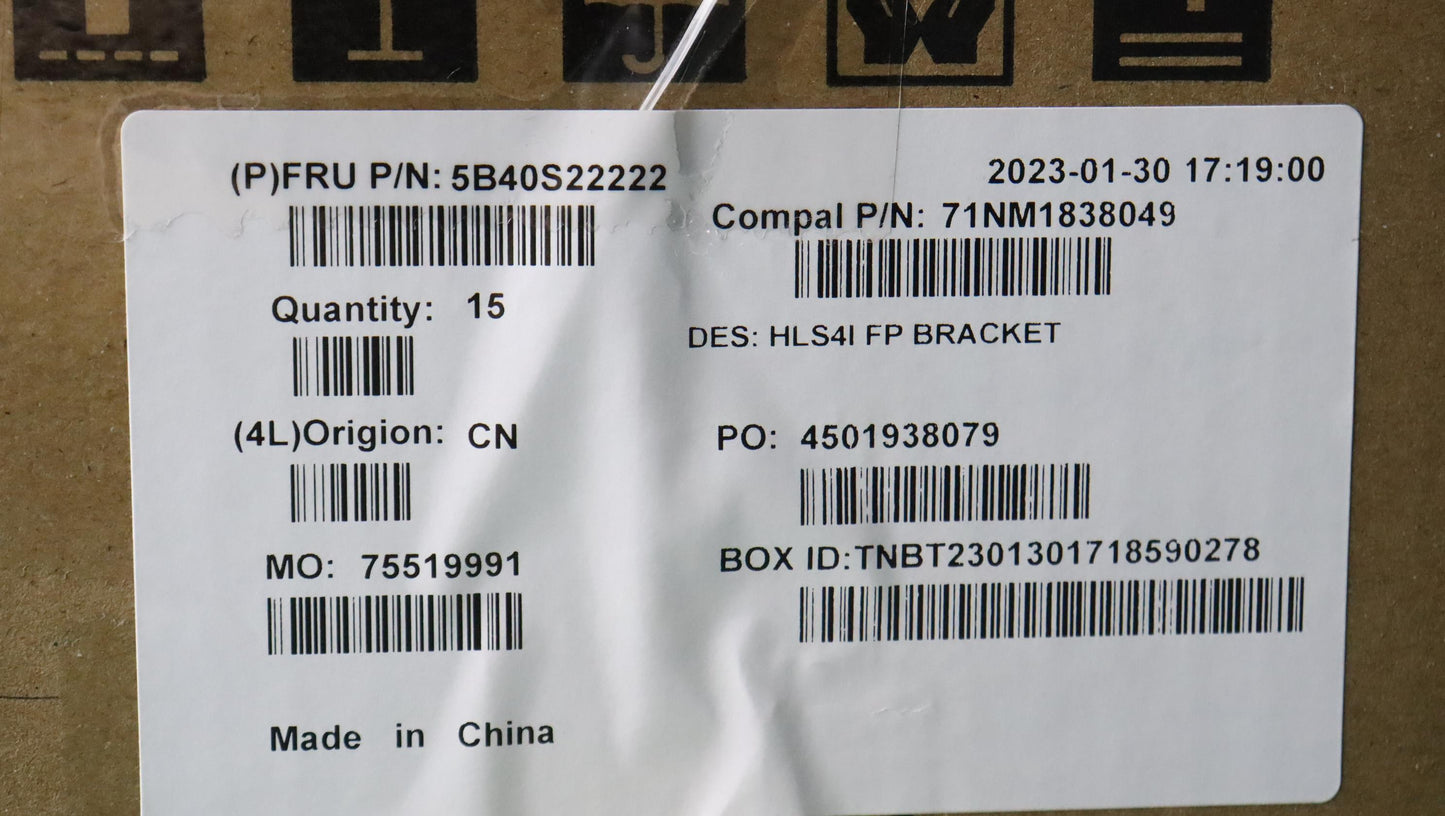 (P)FRU P/N: 5B40S22222
2023-01-30 17:19:00
Compal P/N: 71NM1838049
Quantity: 15
DES: HLS4I FP BRACKET
(4L)Origion: CN
PO: 4501938079
MO: 75519991
BOX ID:TNBT2301301718590278
Made in China